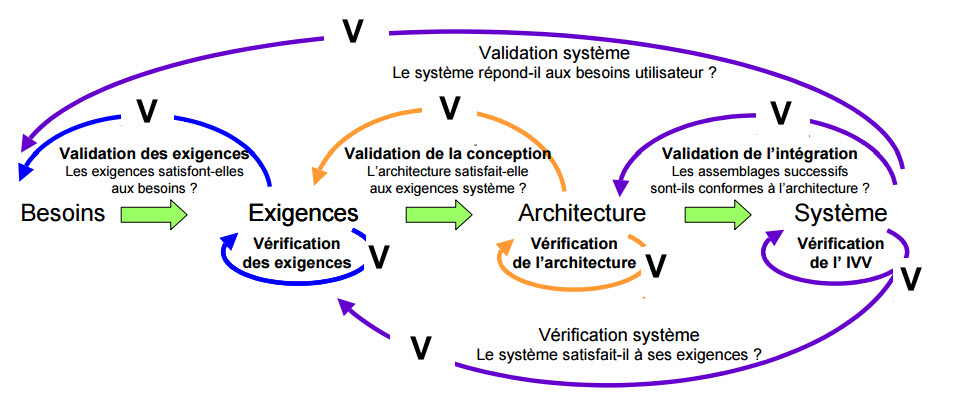 V
Validation système
Le système répond-il aux besoins utilisateur ?
V
V
V
Validation des exigences
Les exigences satisfont-elles
aux besoins ?
Validation de la conception
L'architecture satisfait-elle
aux exigences système ?
Validation de l'intégration
Les assemblages successifs
sont-ils conformes à l'architecture ?
Besoins
Exigences
Architecture
Système
Vérification
des exigences
V
Vérification
de l'architecture
V
Vérification
de l' IVV
V
Vérification système
Le système satisfait-il à ses exigences ?
V